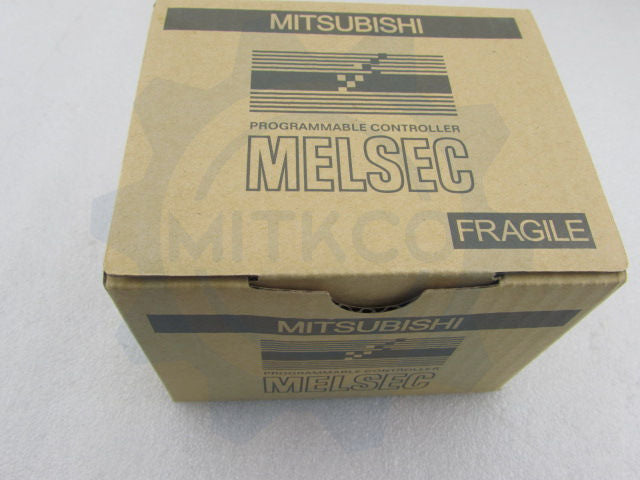 MITSUBISHI
PROGRAMMABLE CONTROLLER
MELSEC
MITKCO
FRAGILE
MITSUBISHI
PROGRAMMABLE CONTROLLER
MELSEC